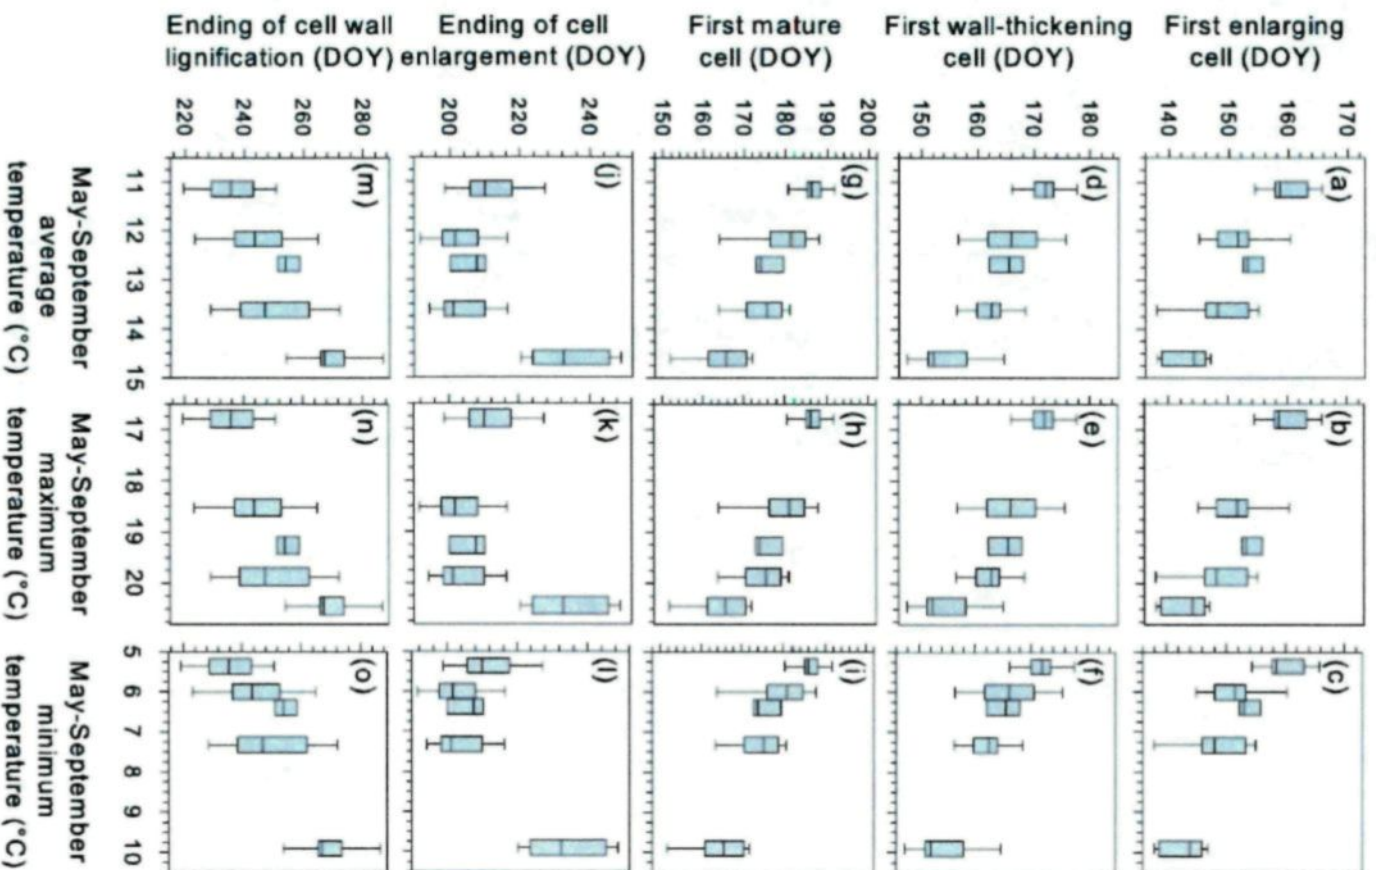 First enlarging
cell (DOY)
140 150 160 170
(a)
(b)
(c)
First wall-thickening
cell (DOY)
150 160 170 180
(d)
(e)
(f)
First mature
cell (DOY)
150 160 170 180 190 200
(g)
(h)
(i)
Ending of cell
enlargement (DOY)
200 220 240
(j)
(k)
(l)
Ending of cell wall
lignification (DOY)
220 240 260 280
(m)
(n)
(o)
11 12 13 14 15
17 18 19 20
5 6 7 8 9 10
May-September
average
temperature (°C)
May-September
maximum
temperature (°C)
May-September
minimum
temperature (°C)